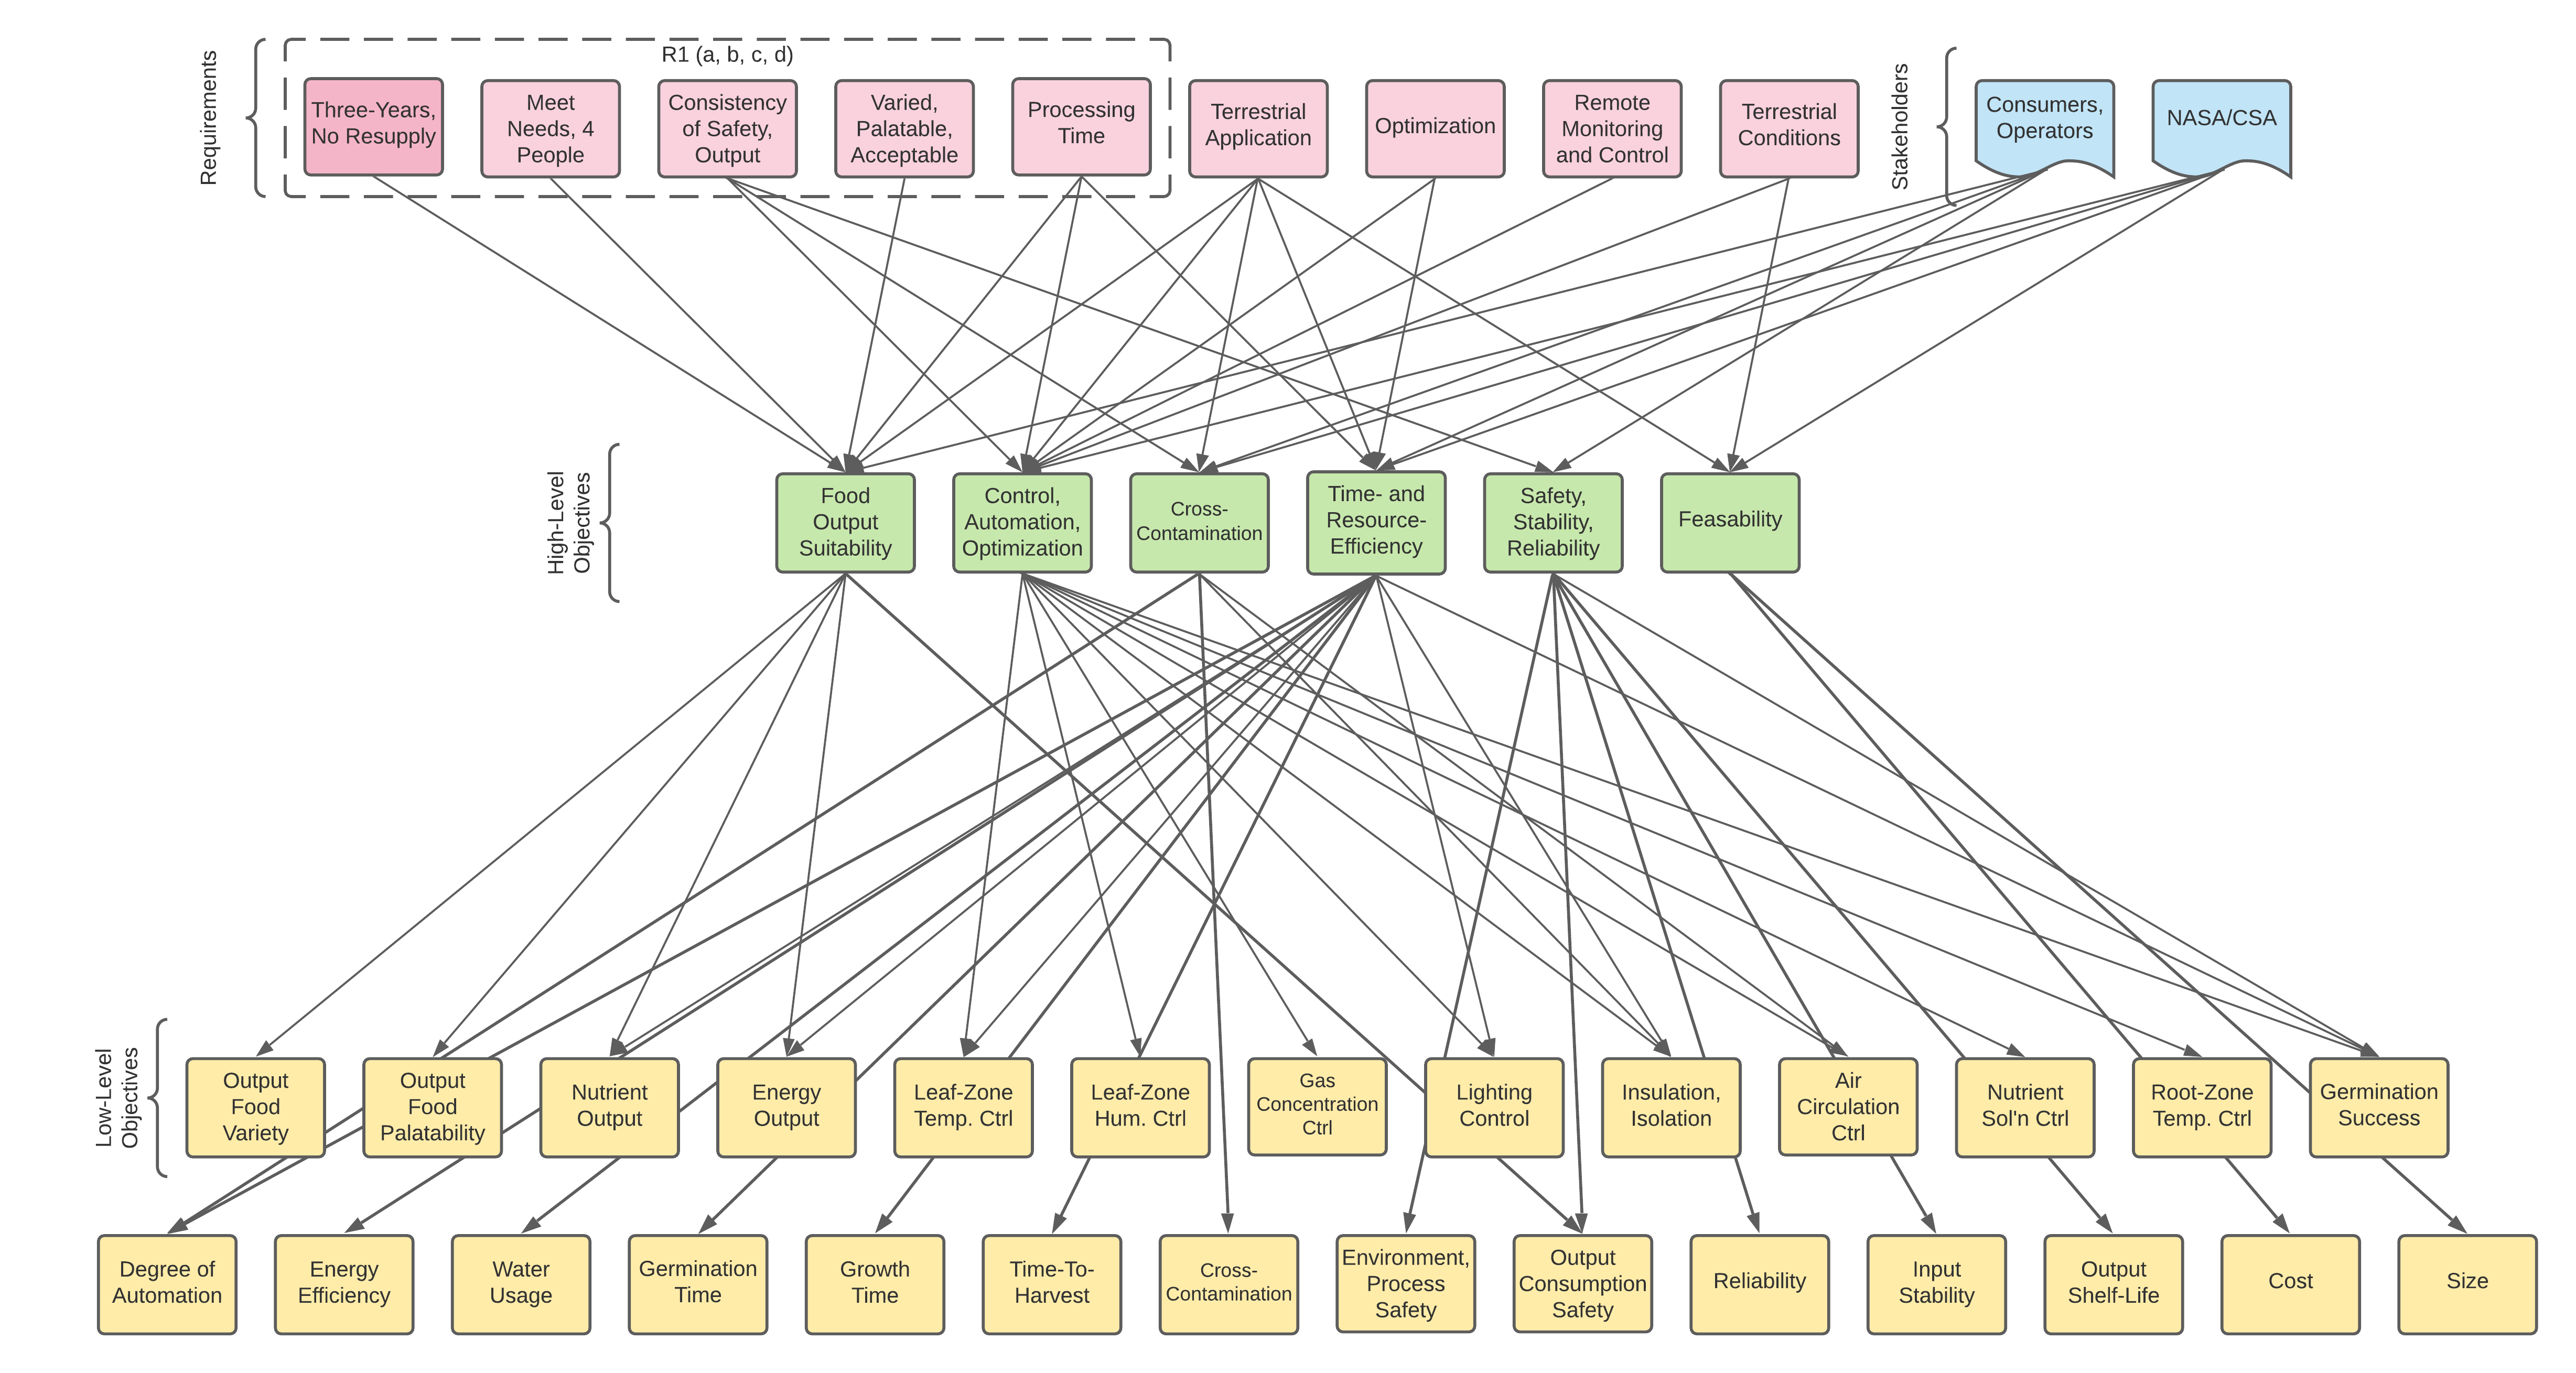 Requirements
R1 (a, b, c, d)
Three-Years,
No Resupply
Meet
Needs, 4
People
Consistency
of Safety,
Output
Varied,
Palatable,
Acceptable
Processing
Time
Terrestrial
Application
Optimization
Remote
Monitoring
and Control
Terrestrial
Conditions
Stakeholders
Consumers,
Operators
NASA/CSA
High-Level
Objectives
Food
Output
Suitability
Control,
Automation,
Optimization
Cross-
Contamination
Time- and
Resource-
Efficiency
Safety,
Stability,
Reliability
Feasability
Low-Level
Objectives
Output
Food
Variety
Output
Food
Palatability
Nutrient
Output
Energy
Output
Leaf-Zone
Temp. Ctrl
Leaf-Zone
Hum. Ctrl
Gas
Concentration
Ctrl
Lighting
Control
Insulation,
Isolation
Air
Circulation
Ctrl
Nutrient
Sol'n Ctrl
Root-Zone
Temp. Ctrl
Germination
Success
Degree of
Automation
Energy
Efficiency
Water
Usage
Germination
Time
Growth
Time
Time-To-
Harvest
Cross-
Contamination
Environment,
Process
Safety
Output
Consumption
Safety
Reliability
Input
Stability
Output
Shelf-Life
Cost
Size